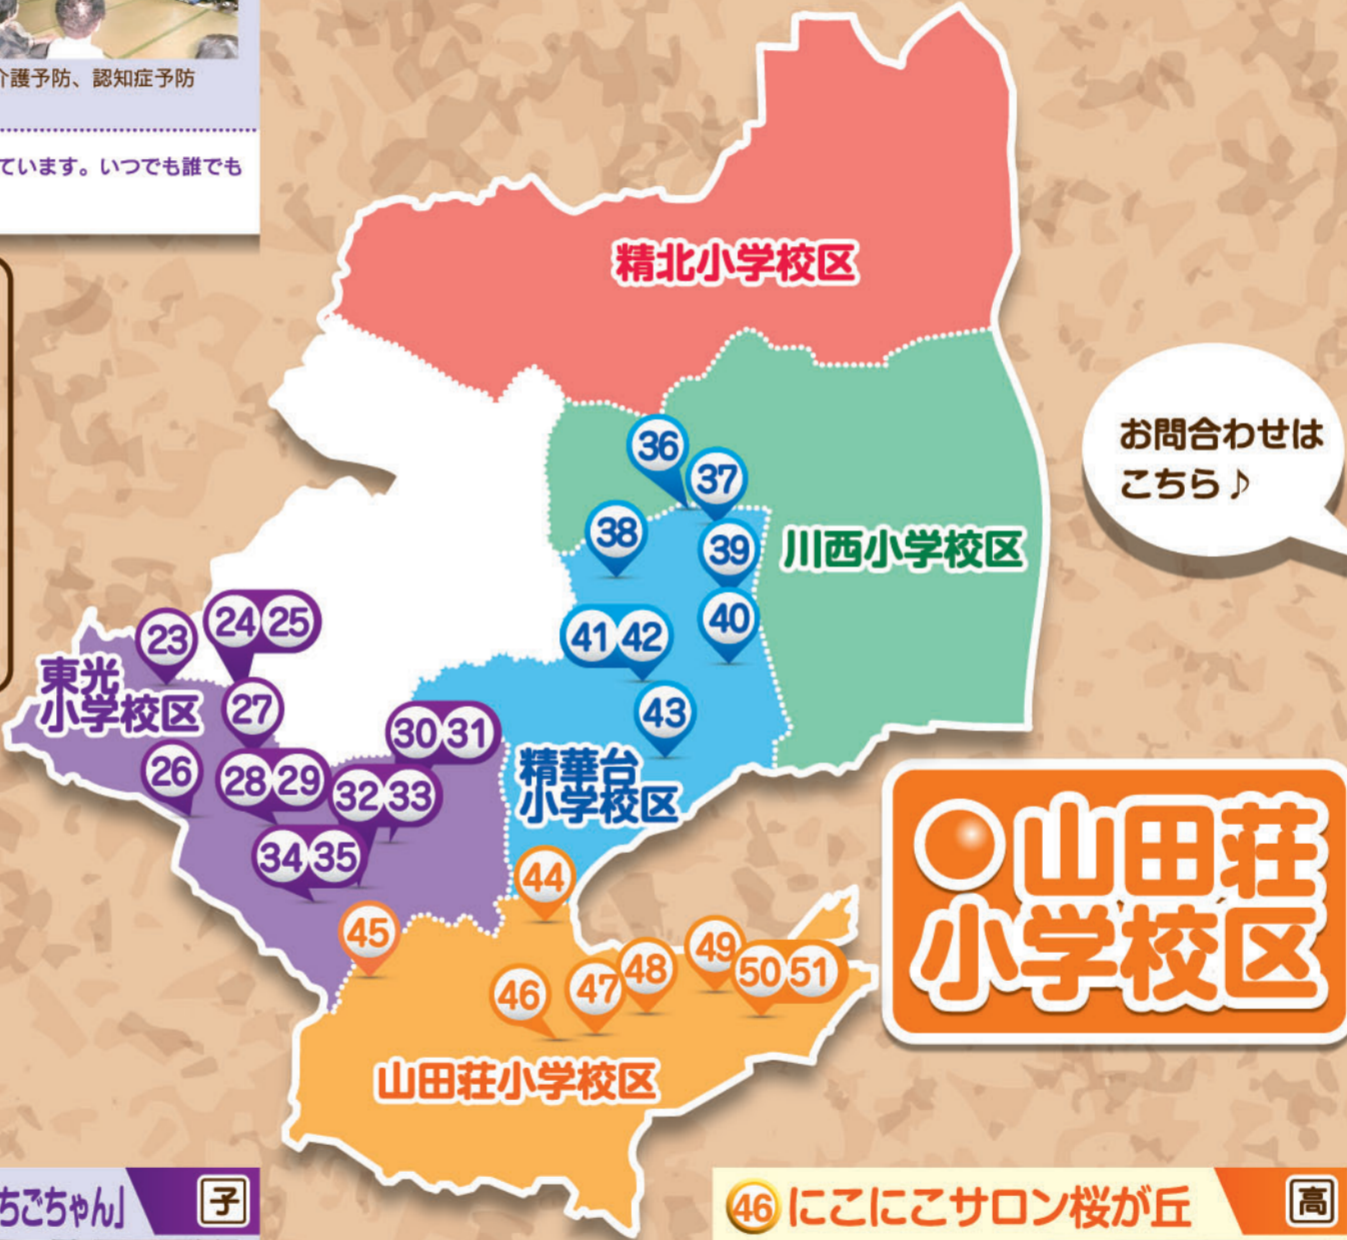 介護予防、認知症予防
ています。いつでも誰でも
精北小学校区
お問合わせは
こちら♪
36
37
38
39
川西小学校区
40
41 42
43
23
24 25
東光
小学校区
27
26
28 29
30 31
32 33
34 35
精華台
小学校区
44
45
46
47
48
49
50 51
山田荘小学校区
山田荘
小学校区
ちごちゃん」 子
46 にこにこサロン桜が丘 高